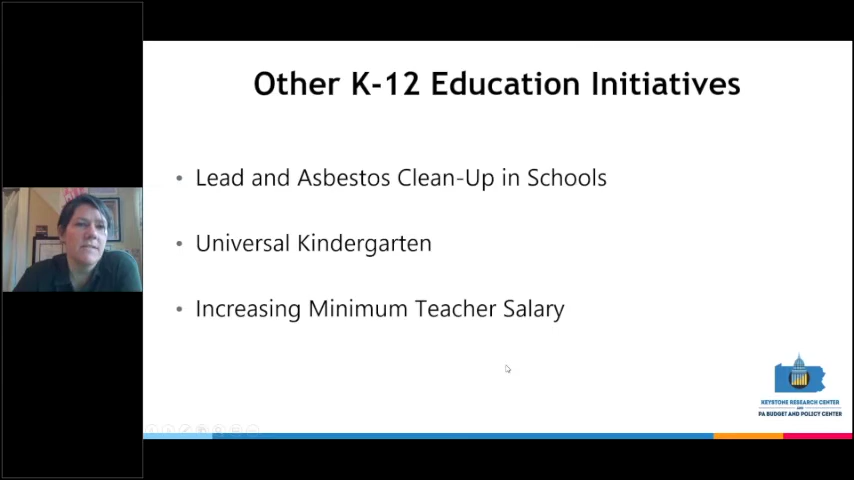 Other K-12 Education Initiatives
• Lead and Asbestos Clean-Up in Schools
• Universal Kindergarten
• Increasing Minimum Teacher Salary
KEYSTONE RESEARCH CENTER
AND
PA BUDGET AND POLICY CENTER